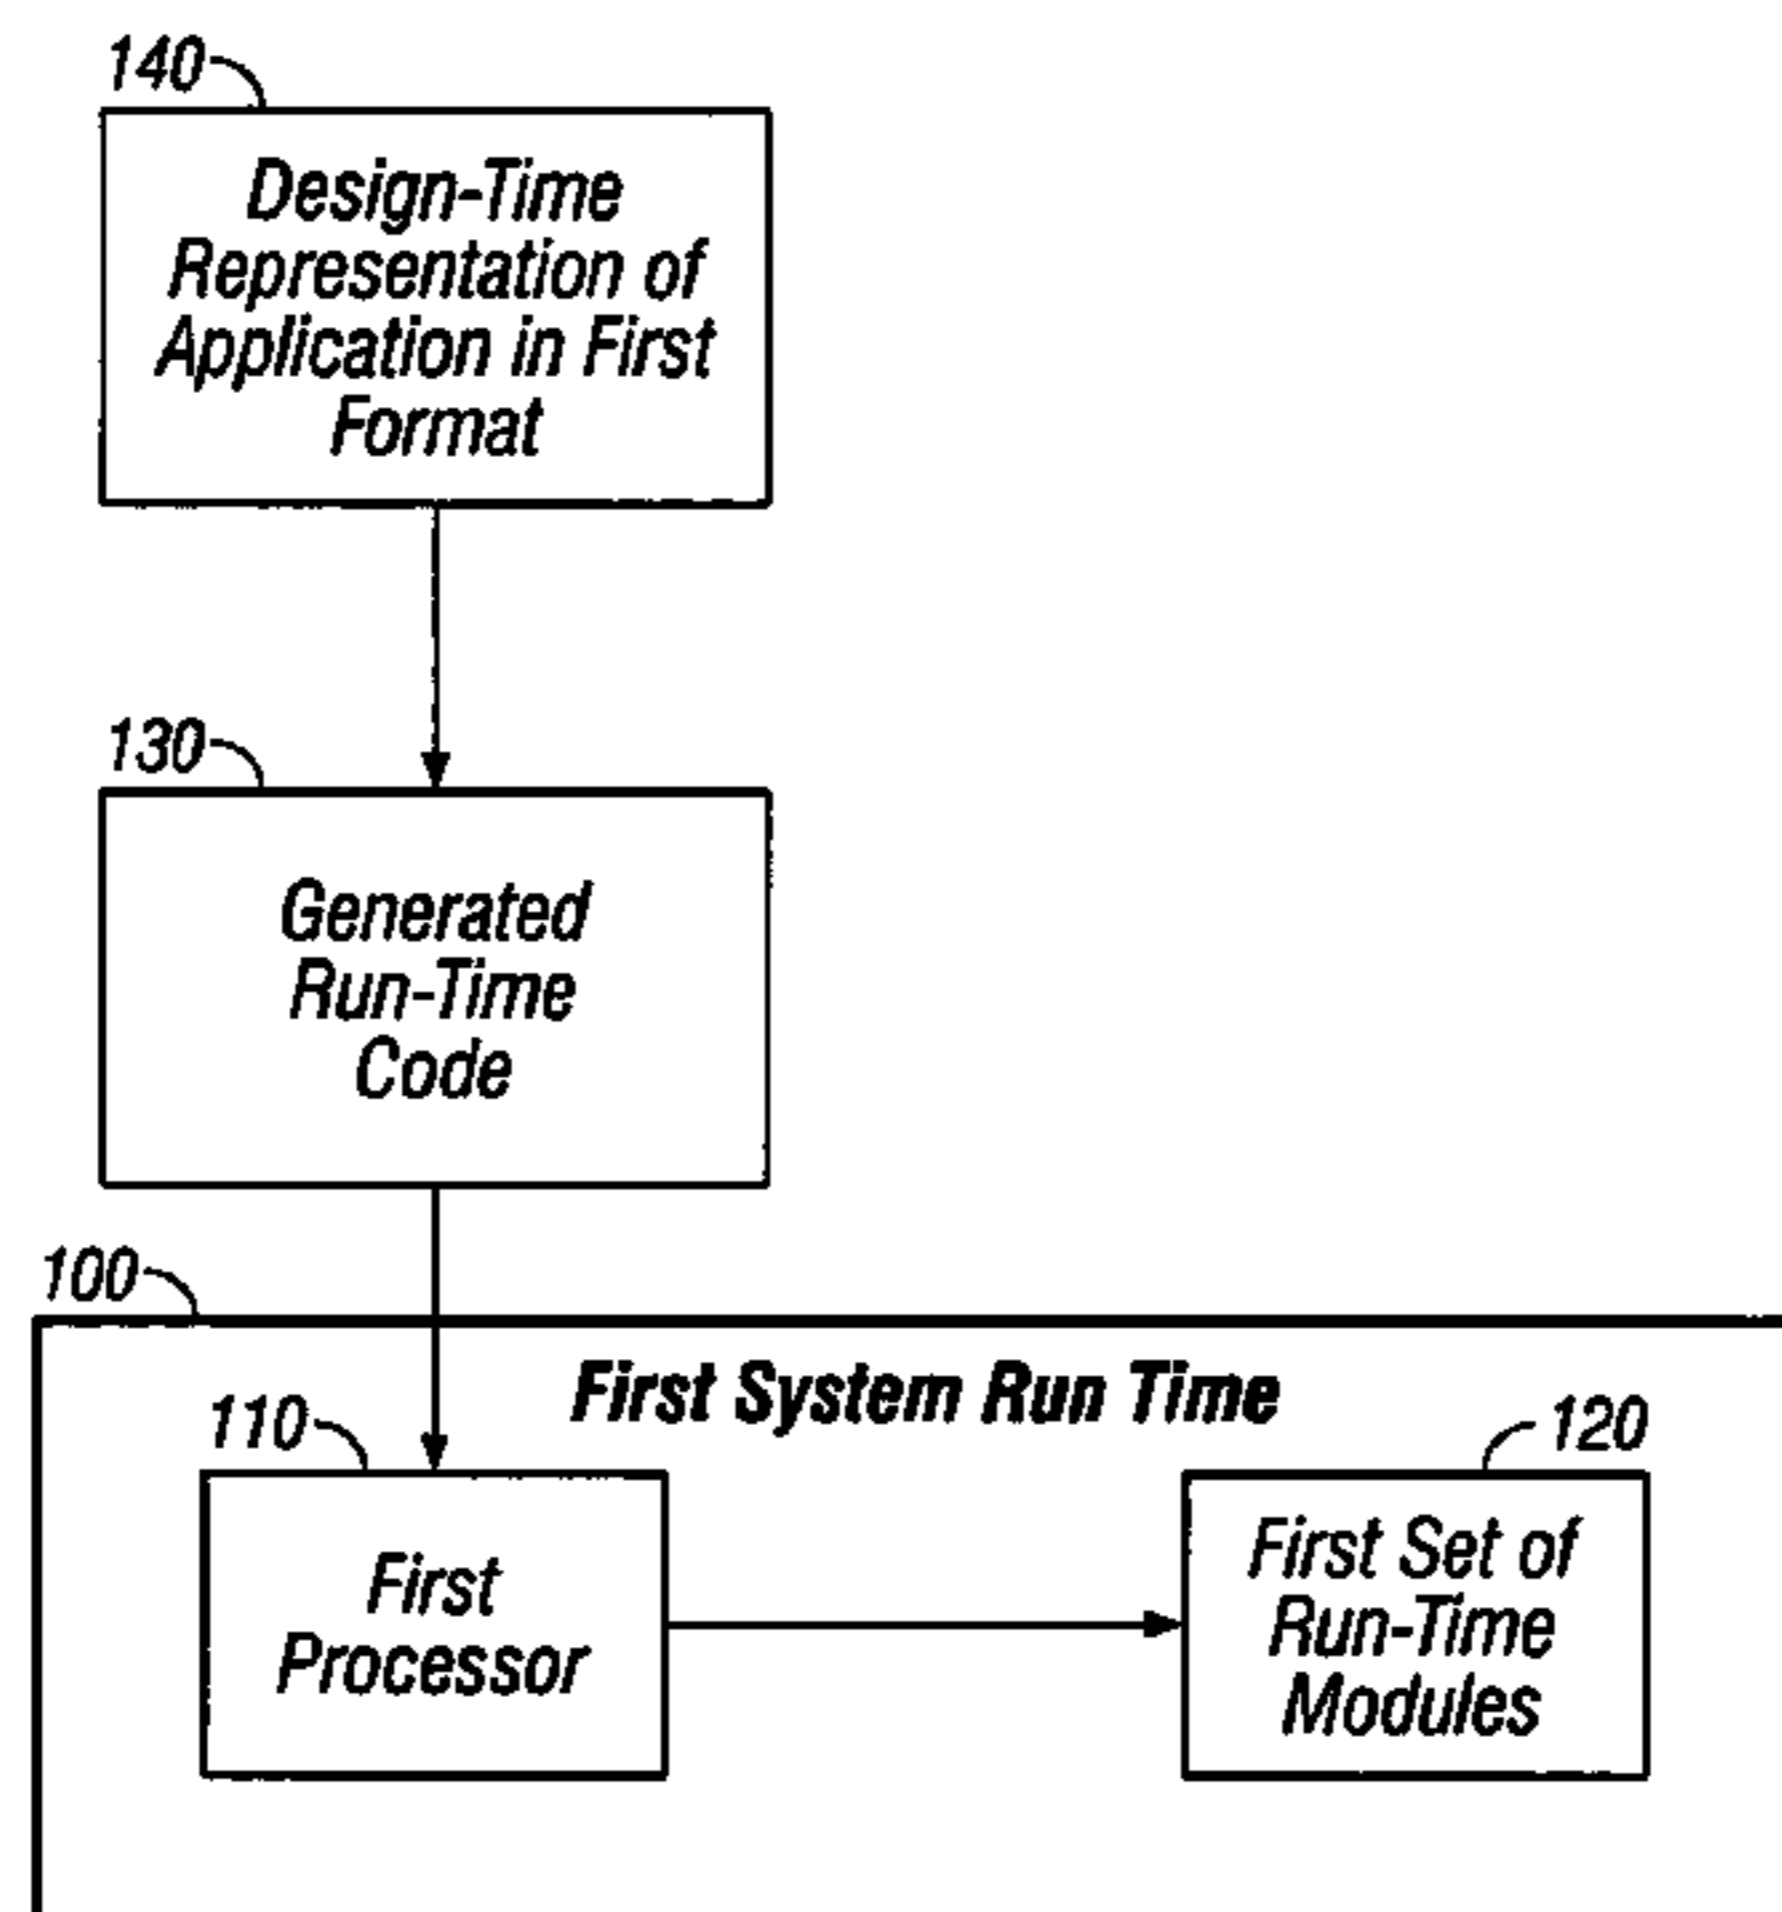 140
Design-Time
Representation of
Application in First
Format
130
Generated
Run-Time
Code
100
First System Run Time
110
120
First
Processor
First Set of
Run-Time
Modules